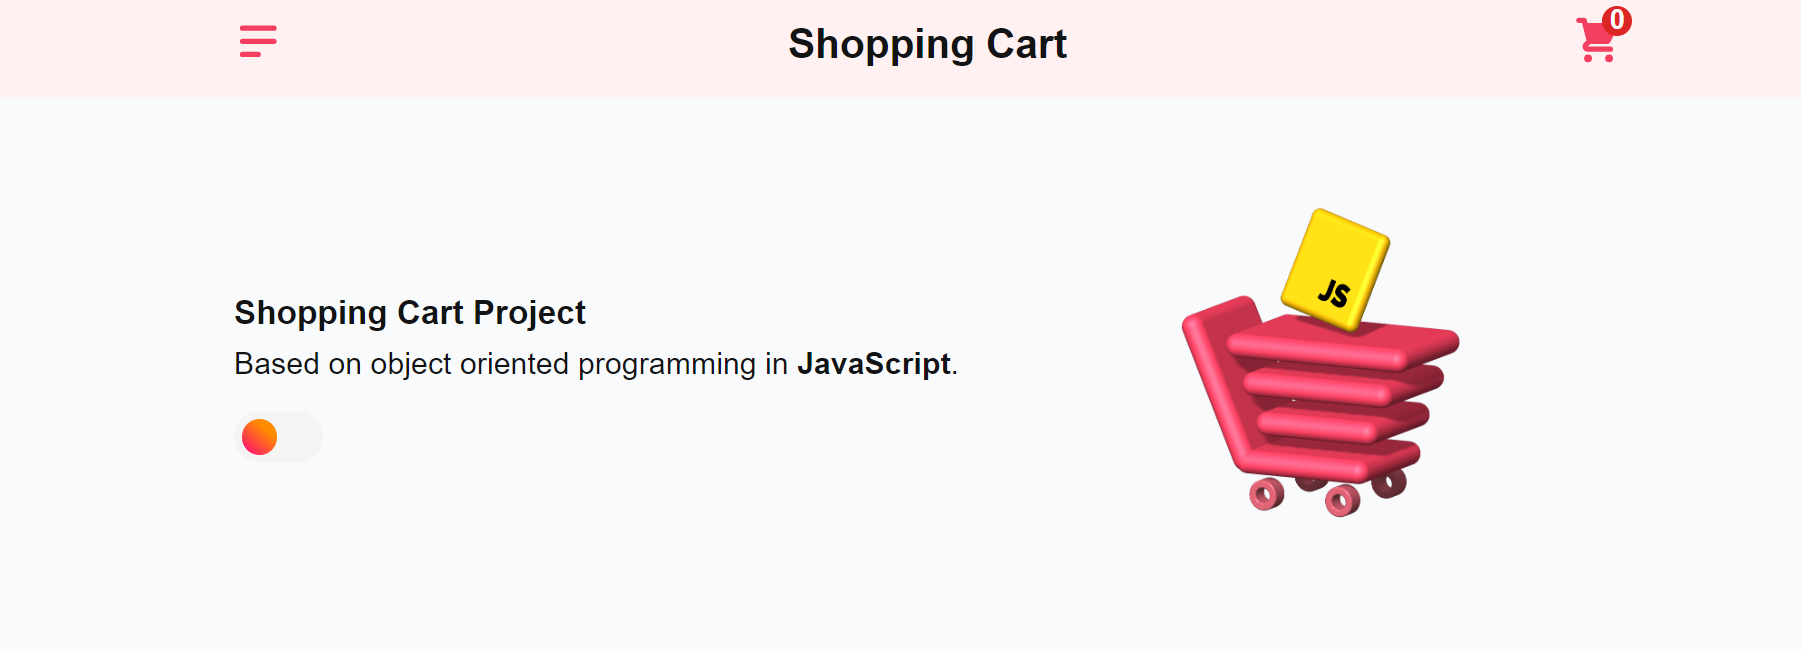 Shopping Cart
0
Shopping Cart Project
Based on object oriented programming in JavaScript.
JS